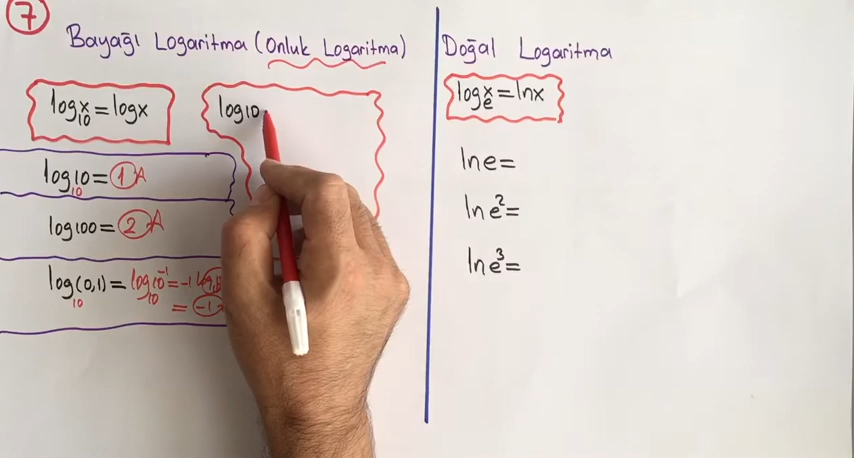 7
Bayağı Logaritma (Onluk Logaritma)
log₁₀x = logx
log10
log₁₀10 = 1
log100 = 2
log₁₀(0,1) = log₁₀10⁻¹ = -1
= -1
Doğal Logaritma
logₑx = lnx
lne =
lne² =
lne³ =